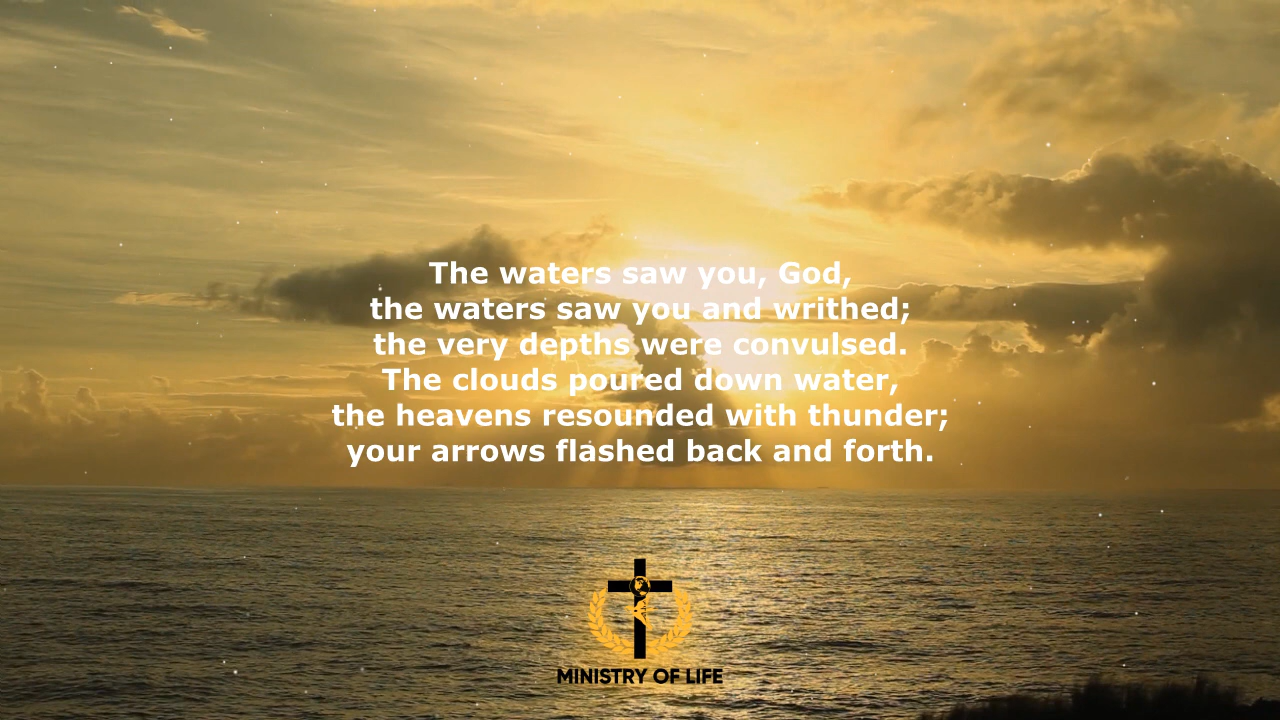 The waters saw you, God,
the waters saw you and writhed;
the very depths were convulsed.
The clouds poured down water,
the heavens resounded with thunder;
your arrows flashed back and forth.
MINISTRY OF LIFE